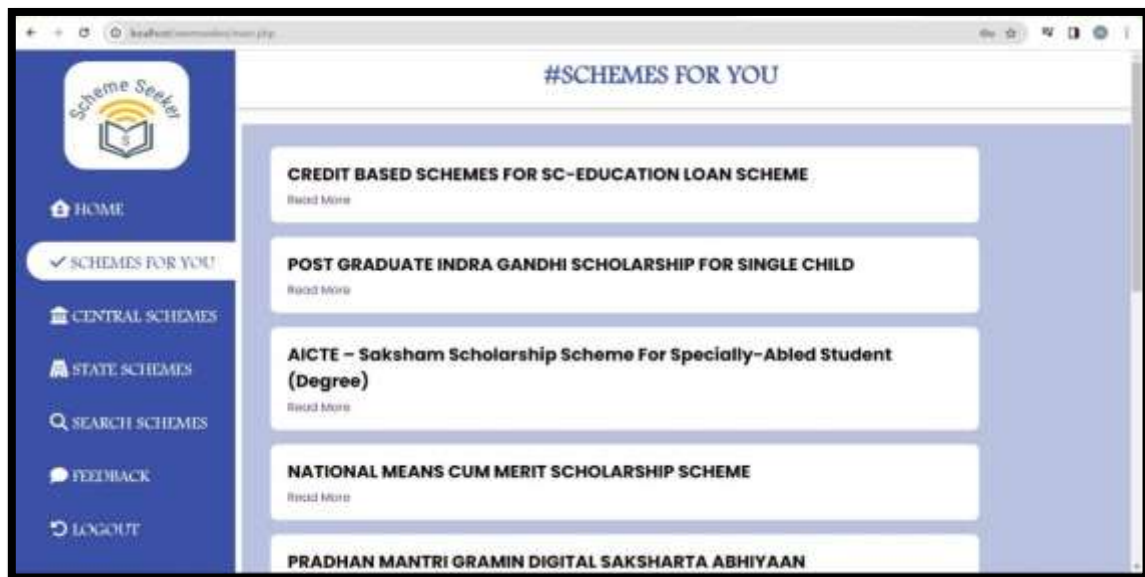 localhost
Scheme Seeker
$
HOME
SCHEMES FOR YOU
CENTRAL SCHEMES
STATE SCHEMES
SEARCH SCHEMES
FEEDBACK
LOGOUT
#SCHEMES FOR YOU
CREDIT BASED SCHEMES FOR SC-EDUCATION LOAN SCHEME
Read More
POST GRADUATE INDRA GANDHI SCHOLARSHIP FOR SINGLE CHILD
Read More
AICTE – Saksham Scholarship Scheme For Specially-Abled Student
(Degree)
Read More
NATIONAL MEANS CUM MERIT SCHOLARSHIP SCHEME
Read More
PRADHAN MANTRI GRAMIN DIGITAL SAKSHARTA ABHIYAAN